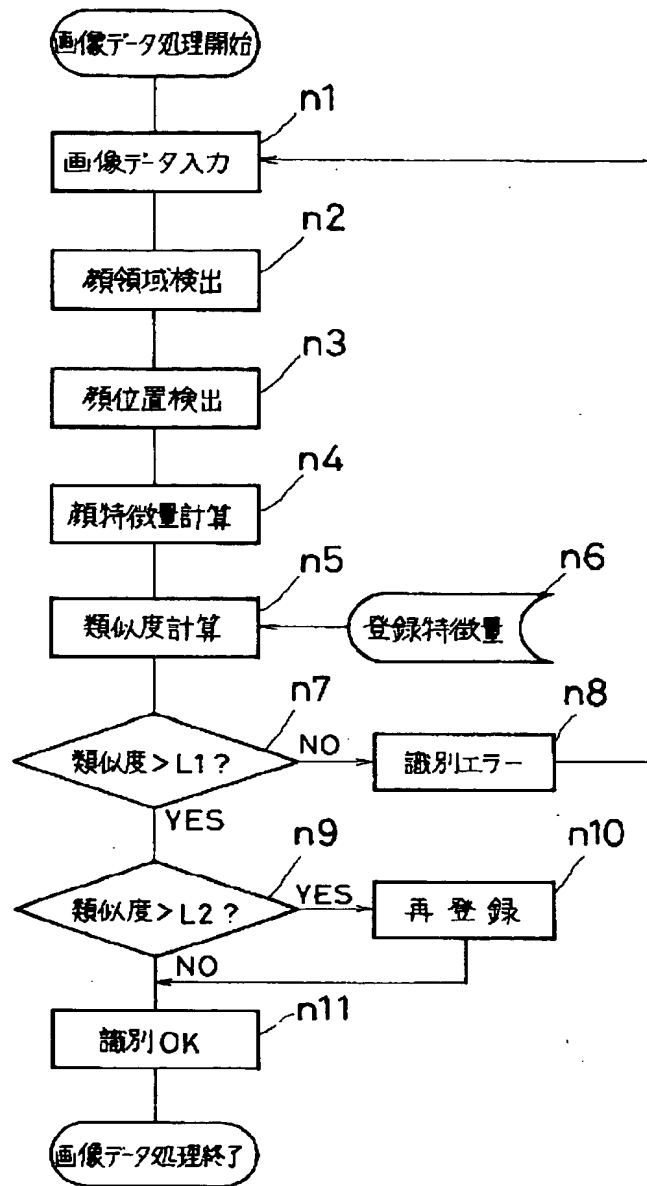 画像データ処理開始
n1
画像データ入力
n2
顔領域検出
n3
顔位置検出
n4
顔特徴量計算
n5
類似度計算
n6
登録特徴量
n7
類似度>L1?
NO
n8
識別エラー
YES
n9
類似度>L2?
YES
n10
再登録
NO
n11
識別OK
画像データ処理終了